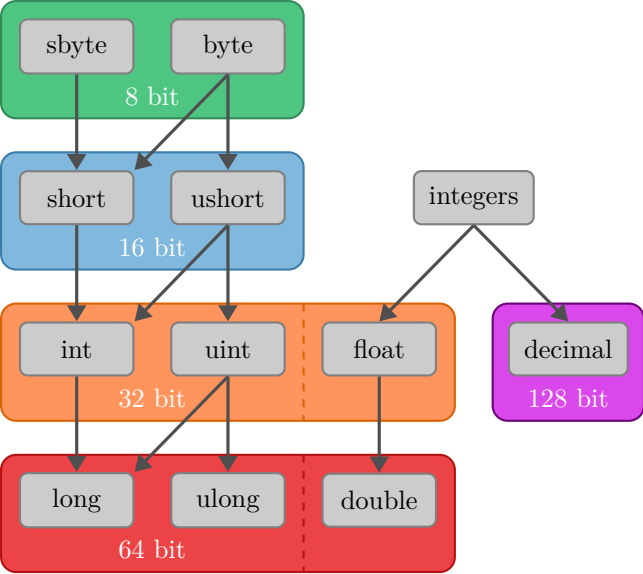 sbyte
byte
8 bit
short
ushort
integers
16 bit
int
uint
float
decimal
32 bit
128 bit
long
ulong
double
64 bit